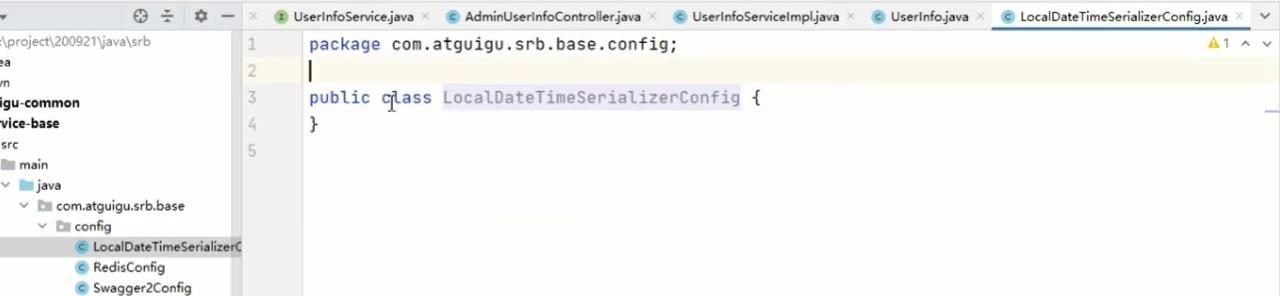 UserInfoService.java AdminUserInfoController.java UserInfoServiceImpl.java UserInfo.java LocalDateTimeSerializerConfig.java
:\project\200921\java\srb
ea
vn
igu-common
rvice-base
src
main
java
com.atguigu.srb.base
config
LocalDateTimeSerializerC
RedisConfig
Swagger2Config
1 package com.atguigu.srb.base.config;
2
3 public class LocalDateTimeSerializerConfig {
4 }
5
1